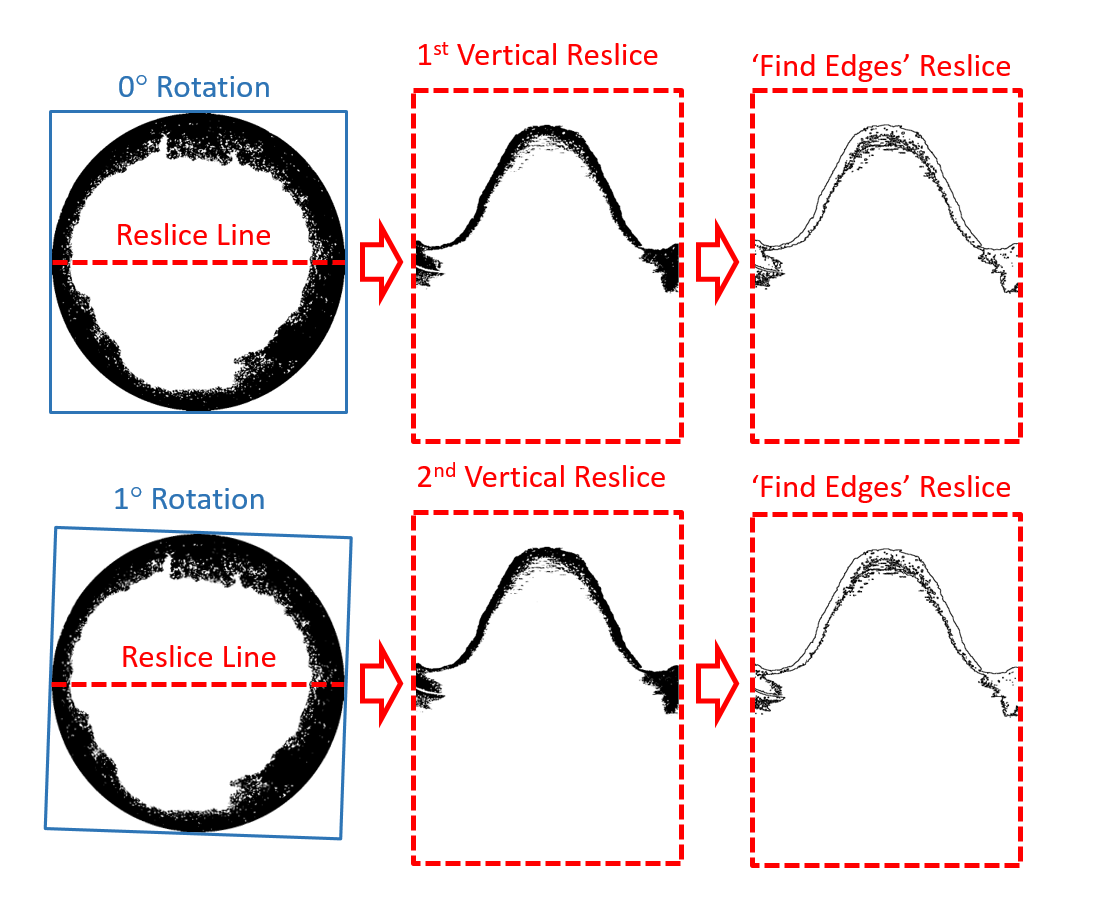 0° Rotation
1st Vertical Reslice
‘Find Edges’ Reslice
Reslice Line
1° Rotation
2nd Vertical Reslice
‘Find Edges’ Reslice
Reslice Line